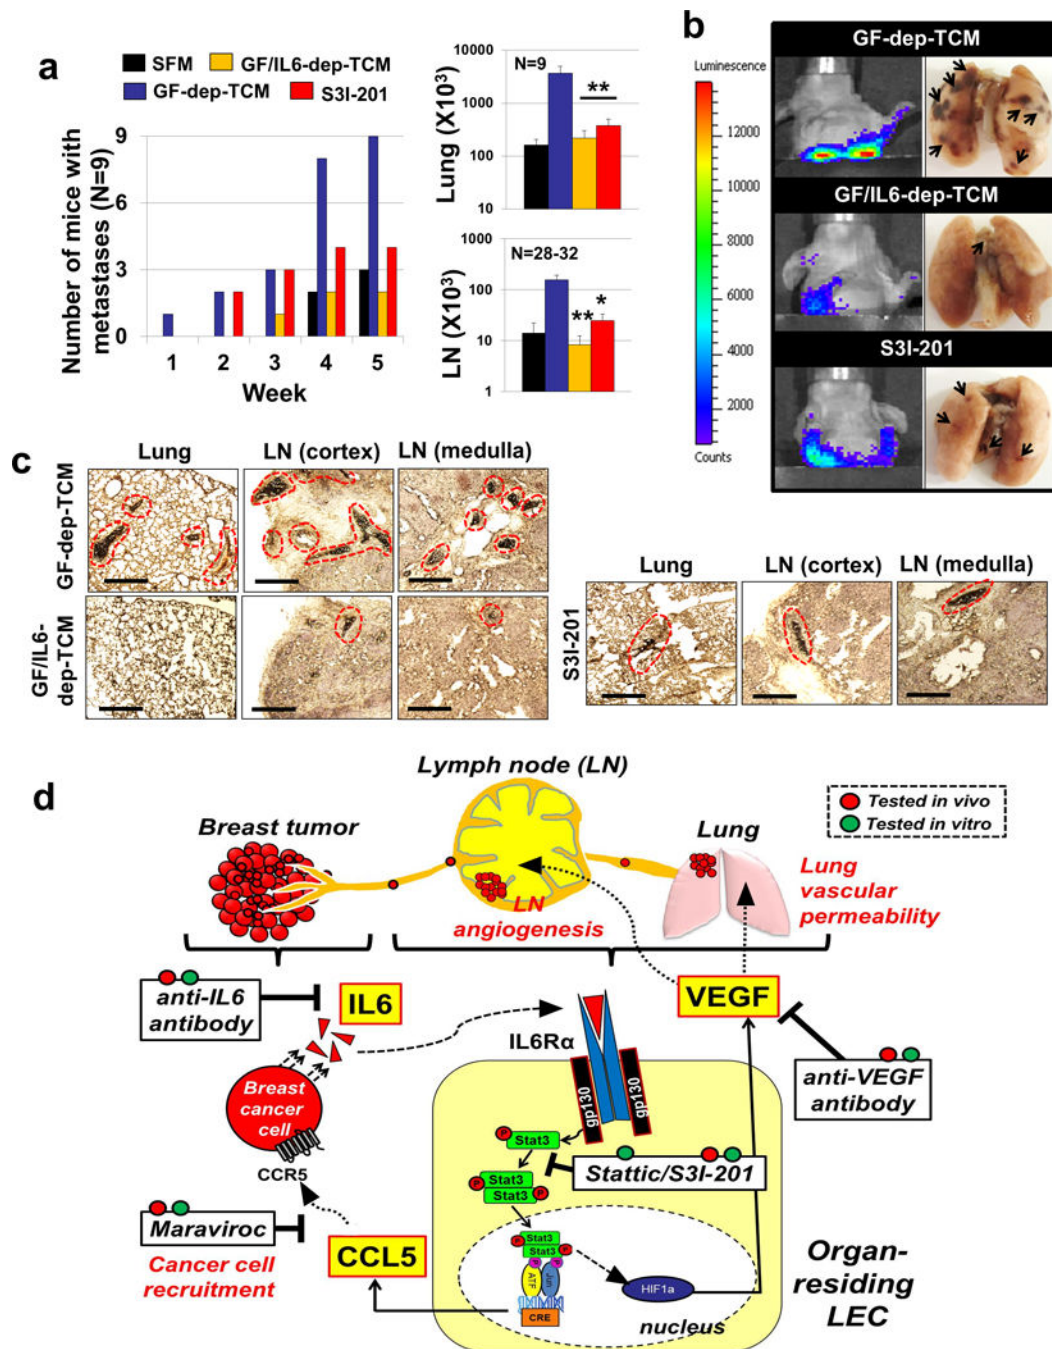 a
SFM
GF/IL6-dep-TCM
GF-dep-TCM
S3I-201
Number of mice with
metastases (N=9)
9
6
3
0
1 2 3 4 5
Week
Lung (X10³)
10000
1000
100
10
N=9
**
LN (X10³)
1000
100
10
1
N=28-32
**
*
b
Luminescence
12000
10000
8000
6000
4000
2000
Counts
GF-dep-TCM
GF/IL6-dep-TCM
S3I-201
c
Lung
LN (cortex)
LN (medulla)
GF-dep-TCM
GF/IL6-
dep-TCM
Lung
LN (cortex)
LN (medulla)
S3I-201
d
Lymph node (LN)
Breast tumor
Lung
Tested in vivo
Tested in vitro
LN
angiogenesis
Lung
vascular
permeability
anti-IL6
antibody
IL6
VEGF
IL6Rα
gp130
gp130
anti-VEGF
antibody
Breast
cancer
cell
CCR5
P
Stat3
Stattic/S3I-201
P
Stat3
Stat3
P
Maraviroc
Cancer cell
recruitment
CCL5
P
Stat3
Stat3
P
P
P
ATF
Jun
CRE
HIF1a
nucleus
Organ-
residing
LEC